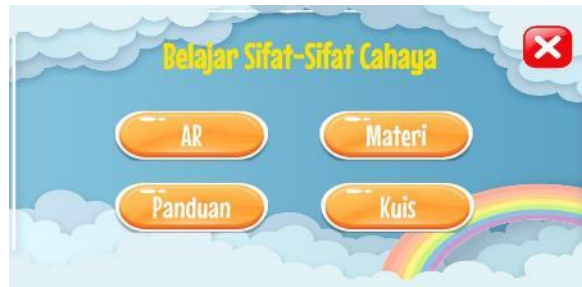 Belajar Sifat-Sifat Cahaya
AR
Materi
Panduan
Kuis